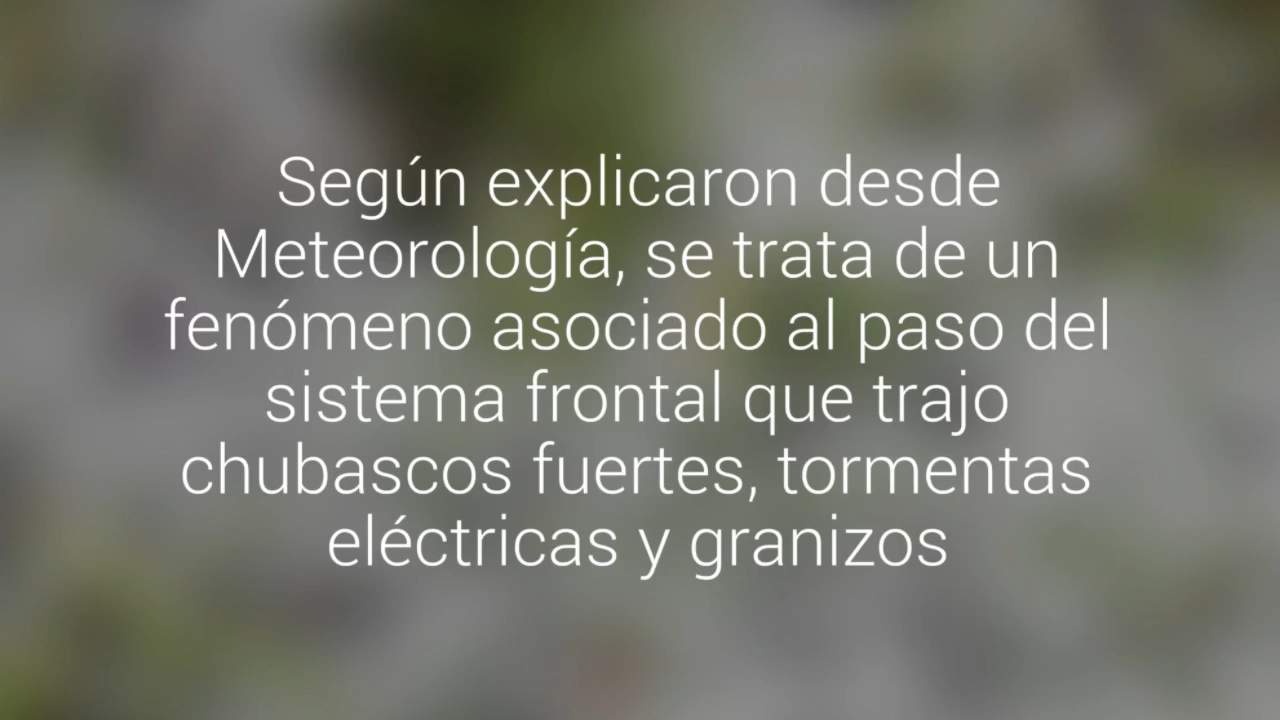 Según explicaron desde
Meteorología, se trata de un
fenómeno asociado al paso del
sistema frontal que trajo
chubascos fuertes, tormentas
eléctricas y granizos